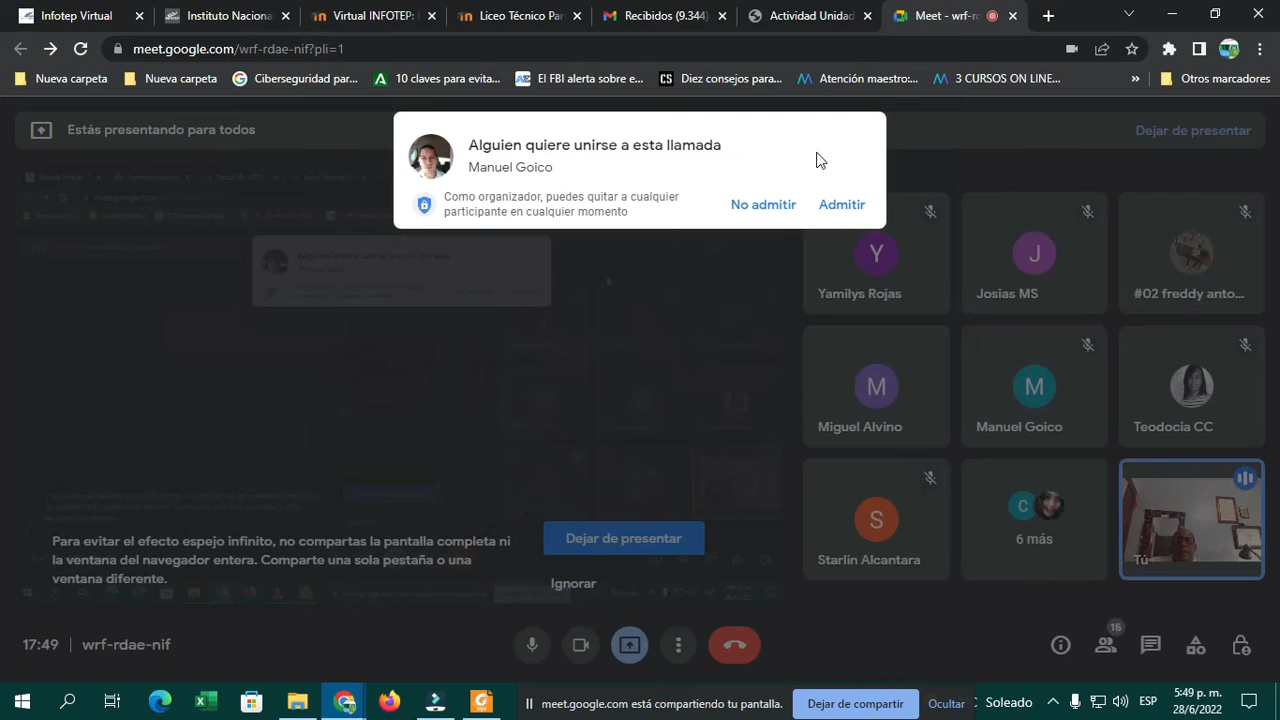 Infotep Virtual
Instituto Naciona
Virtual INFOTEP: I
Liceo Técnico Par
Recibidos (9.344)
Actividad Unidad
Meet - wrf-r
meet.google.com/wrf-rdae-nif?pli=1
Nueva carpeta
Nueva carpeta
Ciberseguridad par...
10 claves para evita...
El FBI alerta sobre e...
Diez consejos para...
Atención maestro:...
3 CURSOS ON LINE...
»
Otros marcadores
Estás presentando para todos
Dejar de presentar
Alguien quiere unirse a esta llamada
Manuel Goico
Como organizador, puedes quitar a cualquier
participante en cualquier momento
No admitir
Admitir
Y
Yamilys Rojas
J
Josias MS
#02 freddy anto...
M
Miguel Alvino
M
Manuel Goico
Teodocia CC
S
Starlin Alcantara
C
6 más
Tú
Para evitar el efecto espejo infinito, no compartas la pantalla completa ni
la ventana del navegador entera. Comparte una sola pestaña o una
ventana diferente.
Dejar de presentar
Ignorar
17:49 | wrf-rdae-nif
16
meet.google.com está compartiendo tu pantalla.
Dejar de compartir
Ocultar
Soleado
ESP
5:49 p. m.
28/6/2022